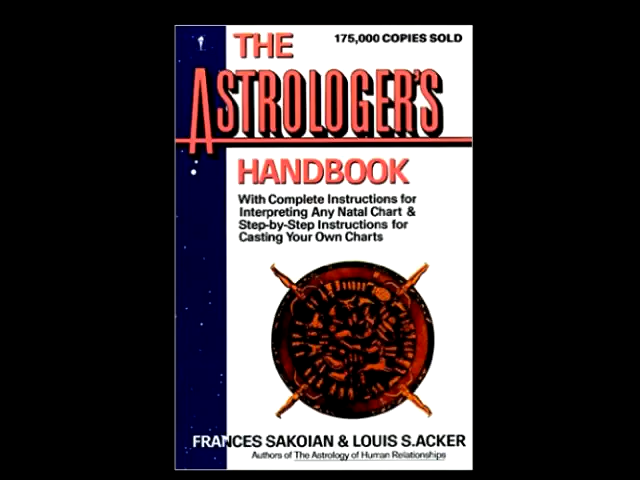 THE
175,000 COPIES SOLD
ASTROLOGER'S
HANDBOOK
With Complete Instructions for
Interpreting Any Natal Chart &
Step-by-Step Instructions for
Casting Your Own Charts
FRANCES SAKOIAN & LOUIS S.ACKER
Authors of The Astrology of Human Relationships